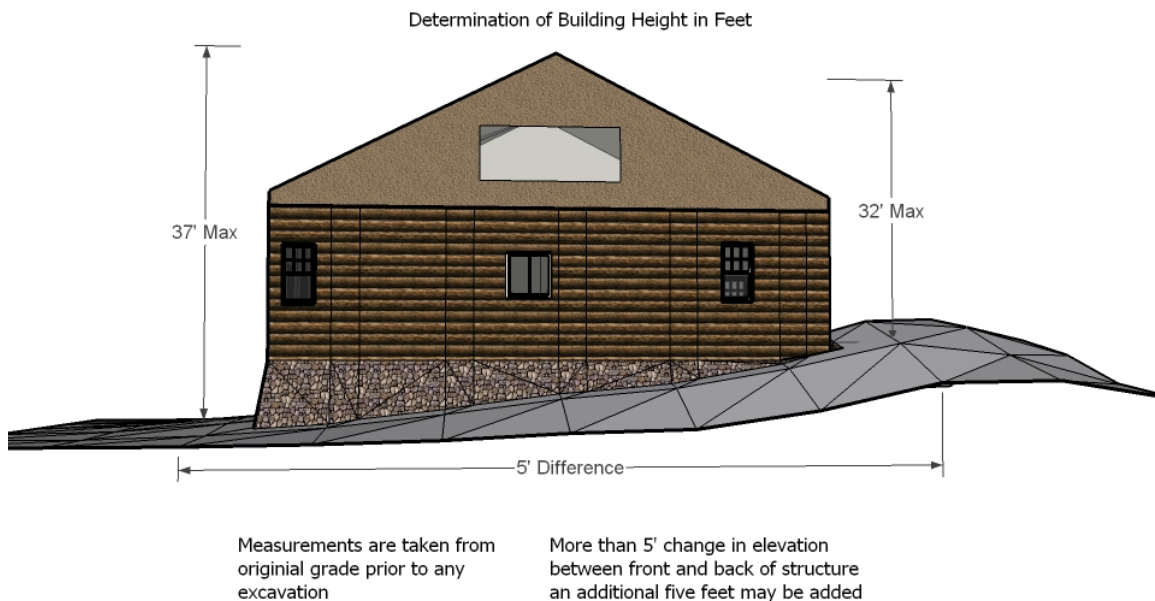 Determination of Building Height in Feet
37' Max
32' Max
5' Difference
Measurements are taken from
originial grade prior to any
excavation
More than 5' change in elevation
between front and back of structure
an additional five feet may be added